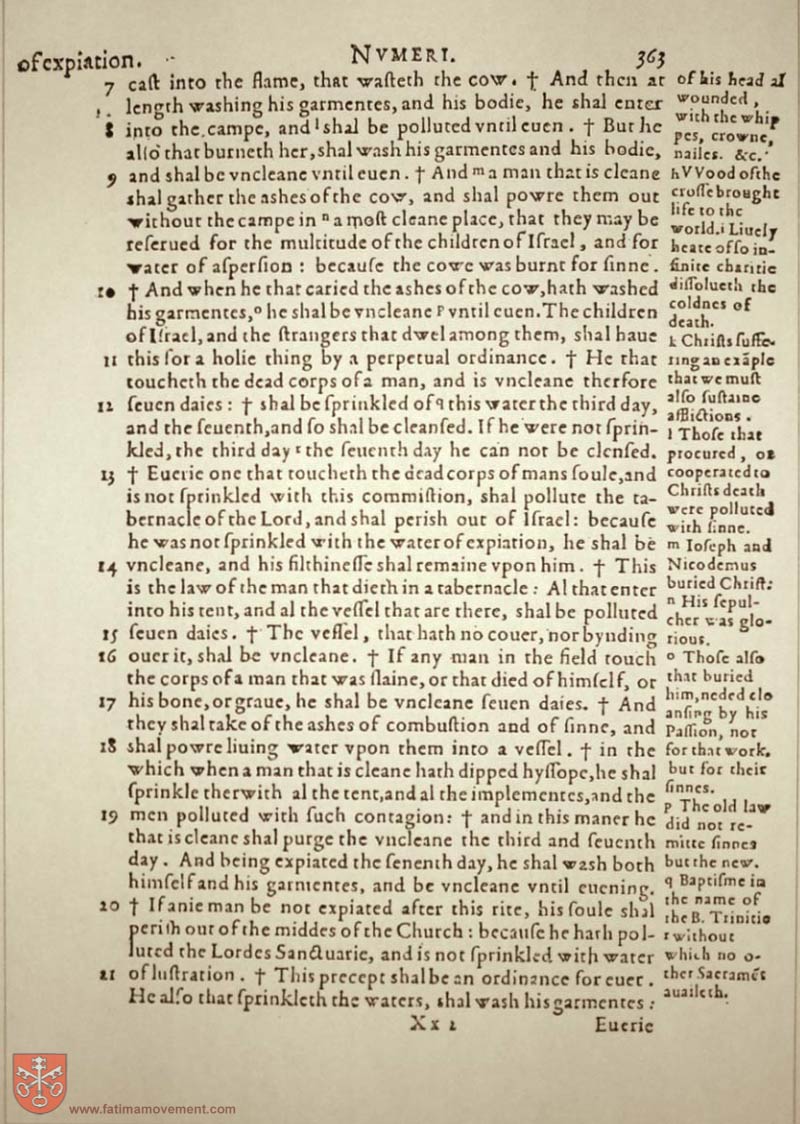 of expiation.
NVMERI.
363
7 caſt into the flame, that waſteth the cow. † And then at
length waſhing his garmentes, and his bodie, he shal enter
8 into the campe, and l shal be polluted vntil euen. † But he
alſo that burneth her, shal wash his garmentes and his bodie,
9 and shal be vncleane vntil euen. † And m a man that is cleane
shal gather the ashes of the cow, and shal powre them out
without the campe in n a moſt cleane place, that they may be
reſerued for the multitude of the children of Iſrael, and for
water of aſperſion : becauſe the cowe was burnt for ſinne.
10 † And when he that caried the ashes of the cow, hath washed
his garmentes, o he shal be vncleane p vntil euen. The children
of Iſrael, and the ſtrangers that dwel among them, shal haue
11 this for a holie thing by a perpetual ordinance. † He that
toucheth the dead corps of a man, and is vncleane therfore
12 ſeuen daies : † shal be ſprinkled of q this water the third day,
and the ſeuenth, and ſo shal be cleanſed. If he were not ſprin-
kled, the third day r the ſeuenth day he can not be clenſed.
13 † Euerie one that toucheth the dead corps of mans ſoule, and
is not ſprinkled with this commiſtion, shal pollute the ta-
bernacle of the Lord, and shal perish out of Iſrael: becauſe
he was not ſprinkled with the water of expiation, he shal be
14 vncleane, and his filthineſſe shal remaine vpon him. † This
is the law of the man that dieth in a tabernacle : Al that enter
into his tent, and al the veſſel that are there, shal be polluted
15 ſeuen daies. † The veſſel, that hath no couer, nor bynding
16 ouer it, shal be vncleane. † If any man in the field touch
the corps of a man that was ſlaine, or that died of himſelf, or
17 his bone, or graue, he shal be vncleane ſeuen daies. † And
they shal take of the ashes of combuſtion and of ſinne, and
18 shal powre liuing water vpon them into a veſſel. † in the
which when a man that is cleane hath dipped hyſſope, he shal
ſprinkle therwith al the tent, and al the implementes, and the
19 men polluted with ſuch contagion: † and in this maner he
that is cleane shal purge the vncleane the third and ſeuenth
day. And being expiated the ſenenth day, he shal wash both
himſelf and his garmentes, and be vncleane vntil euening.
20 † If anie man be not expiated after this rite, his ſoule shal
perish out of the middes of the Church : becauſe he hath pol-
luted the Lordes Sanctuarie, and is not ſprinkled with water
21 of luſtration. † This precept shal be an ordinance for euer.
He alſo that ſprinkleth the waters, shal wash his garmentes :
Xx 2
Euerie
of his head al
wounded,
with the whip
pes, crowne,
nailes. &c.
h VVood of the
croſſe brought
life to the
world. i Liuely
heate of ſo in-
finite charitie
diſſolueth the
coldnes of
death.
k Chriſts ſuffe-
ring an exãple
that we muſt
alſo ſuſtaine
afflictions.
l Thoſe that
procured, or
cooperated to
Chriſts death
were polluted
with ſinne.
m Ioſeph and
Nicodemus
buried Chriſt:
n His ſepul-
cher was glo-
rious.
o Thoſe alſo
that buried
him, neded cle
anſing by his
Paſſion, not
for that work,
but for their
ſinnes.
p The old law
did not re-
mitte ſinnes
but the new.
q Baptiſme in
the name of
the B. Trinitie
r without
which no o-
ther Sacramẽt
auaileth.
www.fatimamovement.com